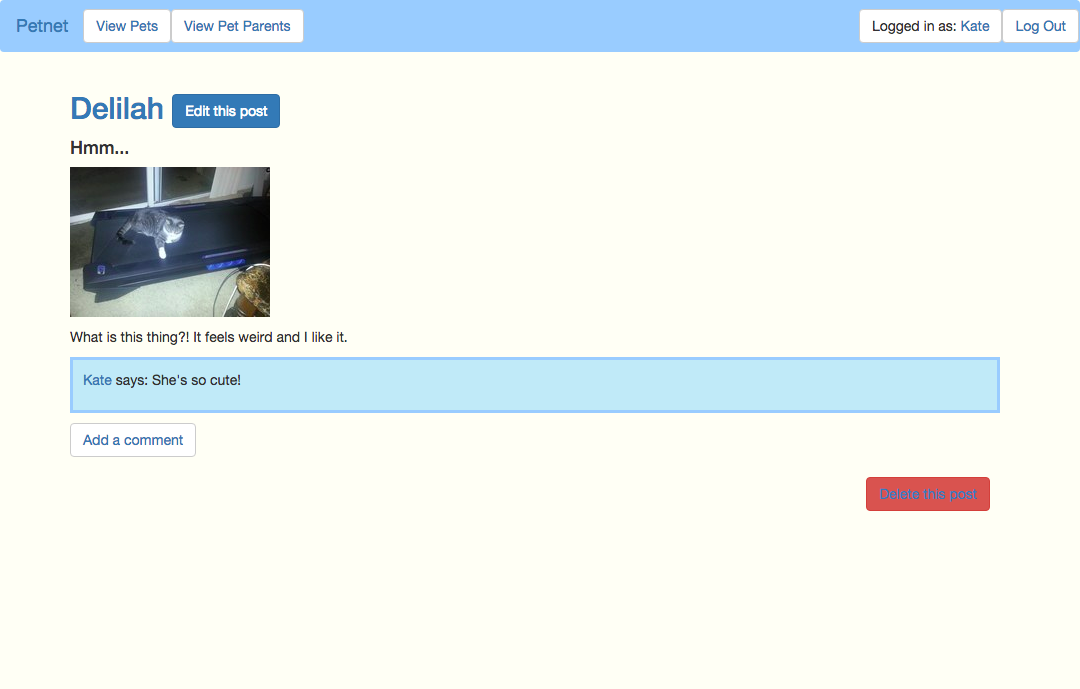 Petnet View Pets View Pet Parents Logged in as: Kate Log Out
Delilah Edit this post
Hmm...
What is this thing?! It feels weird and I like it.
Kate says: She's so cute!
Add a comment
Delete this post